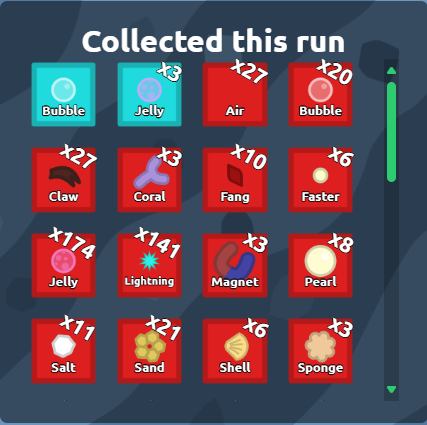 Collected this run
Bubble
x3
Jelly
x27
Air
x20
Bubble
x27
Claw
x3
Coral
x10
Fang
x6
Faster
x174
Jelly
x141
Lightning
x3
Magnet
x8
Pearl
x11
Salt
x21
Sand
x6
Shell
x3
Sponge